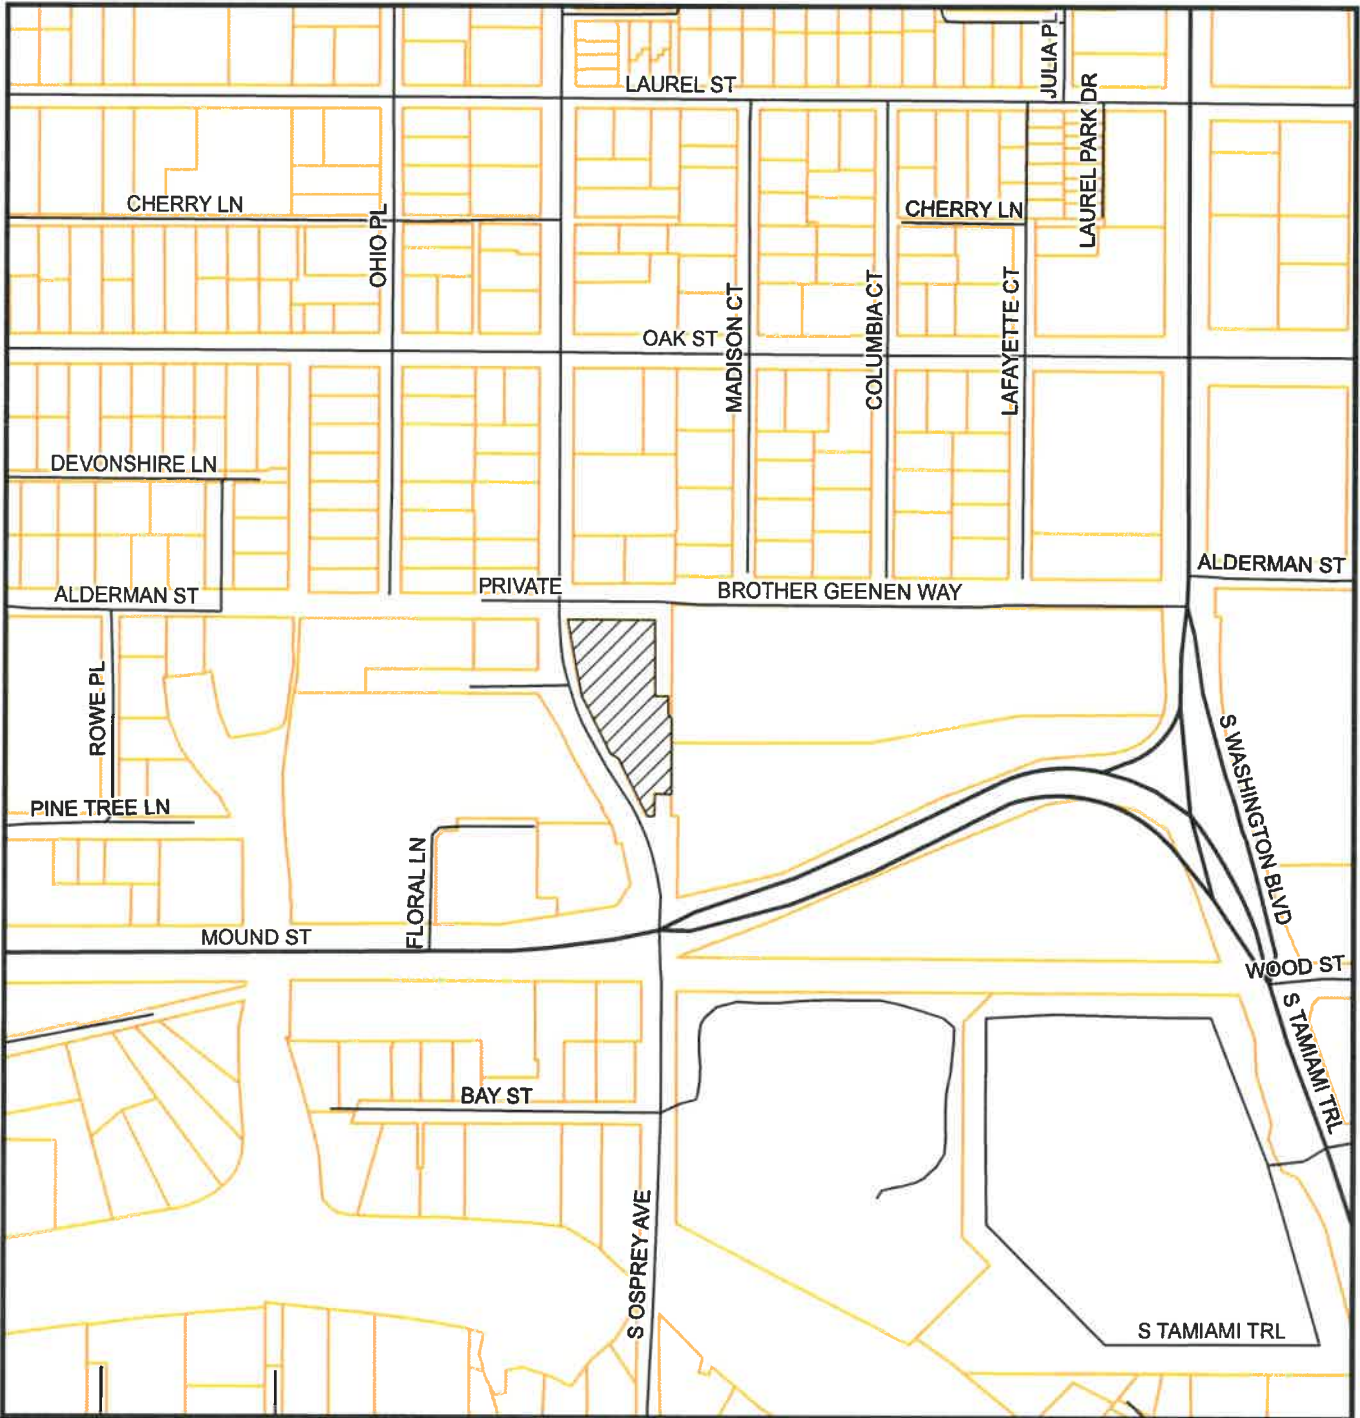 JULIA PL
LAUREL ST
LAUREL PARK DR
CHERRY LN
CHERRY LN
OHIO PL
MADISON CT
COLUMBIA CT
LAFAYETTE CT
OAK ST
DEVONSHIRE LN
ALDERMAN ST
PRIVATE
BROTHER GEENEN WAY
ALDERMAN ST
ROWE PL
S WASHINGTON BLVD
PINE TREE LN
FLORAL LN
MOUND ST
WOOD ST
S TAMIAMI TRL
BAY ST
S OSPREY AVE
S TAMIAMI TRL